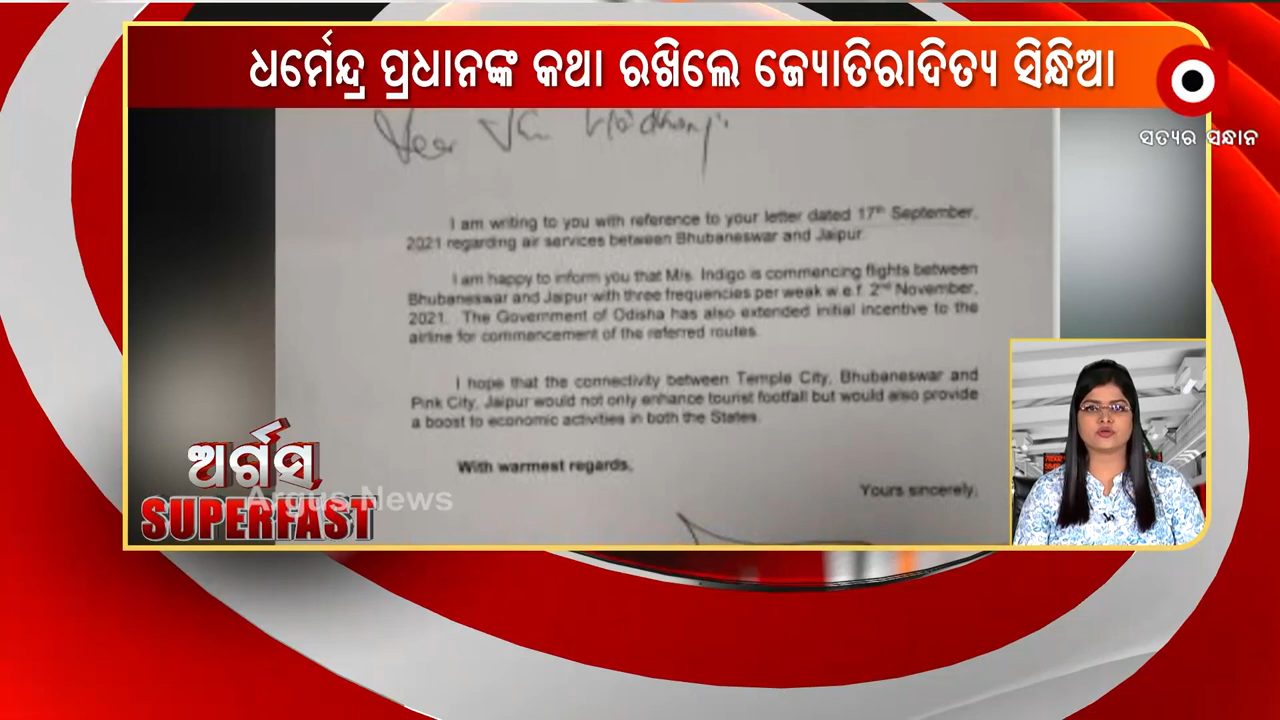 ଧର୍ମେନ୍ଦ୍ର ପ୍ରଧାନଙ୍କ କଥା ରଖିଲେ ଜ୍ୟୋତିରାଦିତ୍ୟ ସିନ୍ଧିଆ
ସତ୍ୟର ସନ୍ଧାନ
Dear
I am writing to you with reference to your letter dated 17th September,
2021 regarding air services between Bhubaneswar and Jaipur.
I am happy to inform you that M/s. Indigo is commencing flights between
Bhubaneswar and Jaipur with three frequencies per weak w.e.f. 2nd November,
2021. The Government of Odisha has also extended initial incentive to the
airline for commencement of the referred routes.
I hope that the connectivity between Temple City, Bhubaneswar and
Pink City, Jaipur would not only enhance tourist footfall but would also provide
a boost to economic activities in both the States.
With warmest regards,
Yours sincerely,
ଅର୍ଗସ୍
Argus News
SUPERFAST